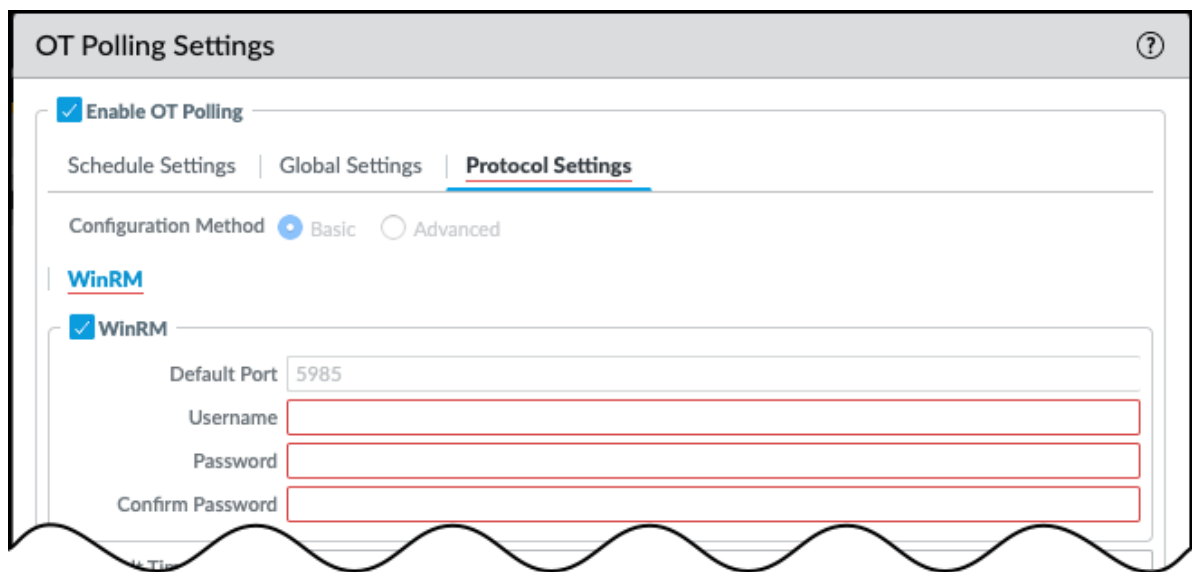 OT Polling Settings
Enable OT Polling
Schedule Settings | Global Settings | Protocol Settings
Configuration Method Basic Advanced
WinRM
WinRM
Default Port 5985
Username
Password
Confirm Password